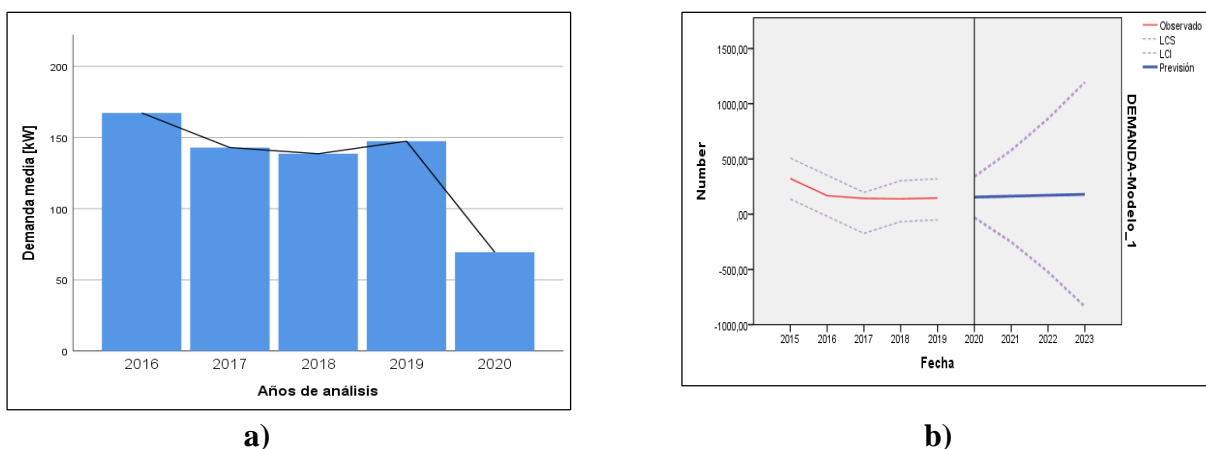 200
150
100
50
0
Demanda media [kW]
2016 2017 2018 2019 2020
Años de análisis
a)
Observado
LCS
LCI
Previsión
1500,00
1000,00
500,00
,00
-500,00
-1000,00
Number
DEMANDA-Modelo_1
2015 2016 2017 2018 2019 2020 2021 2022 2023
Fecha
b)